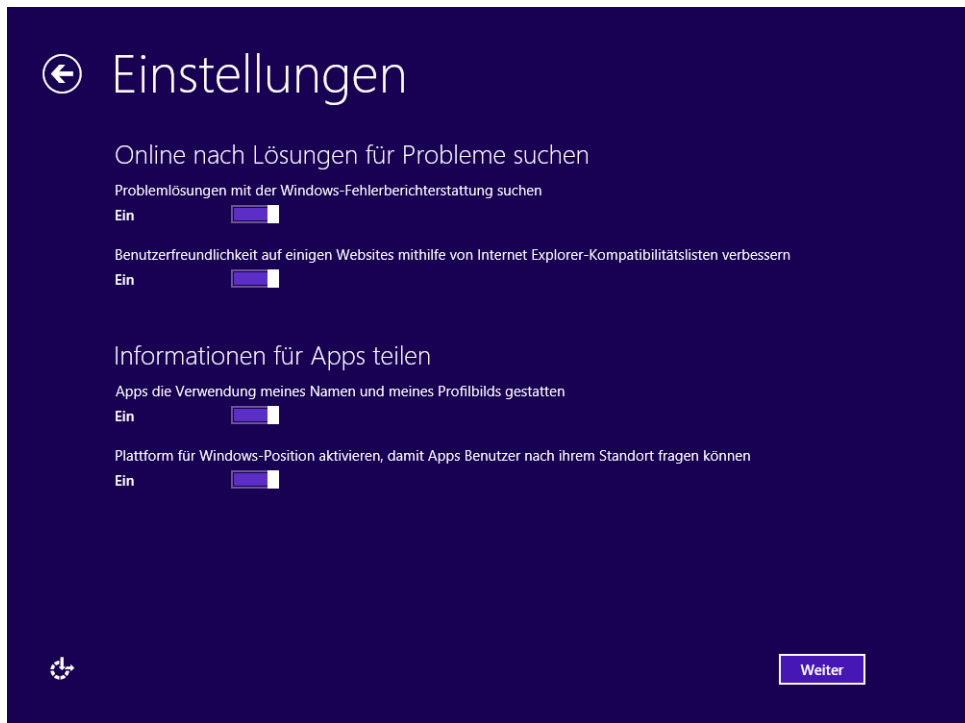 Einstellungen
Online nach Lösungen für Probleme suchen
Problemlösungen mit der Windows-Fehlerberichterstattung suchen
Ein
Benutzerfreundlichkeit auf einigen Websites mithilfe von Internet Explorer-Kompatibilitätslisten verbessern
Ein
Informationen für Apps teilen
Apps die Verwendung meines Namen und meines Profilbilds gestatten
Ein
Plattform für Windows-Position aktivieren, damit Apps Benutzer nach ihrem Standort fragen können
Ein
Weiter